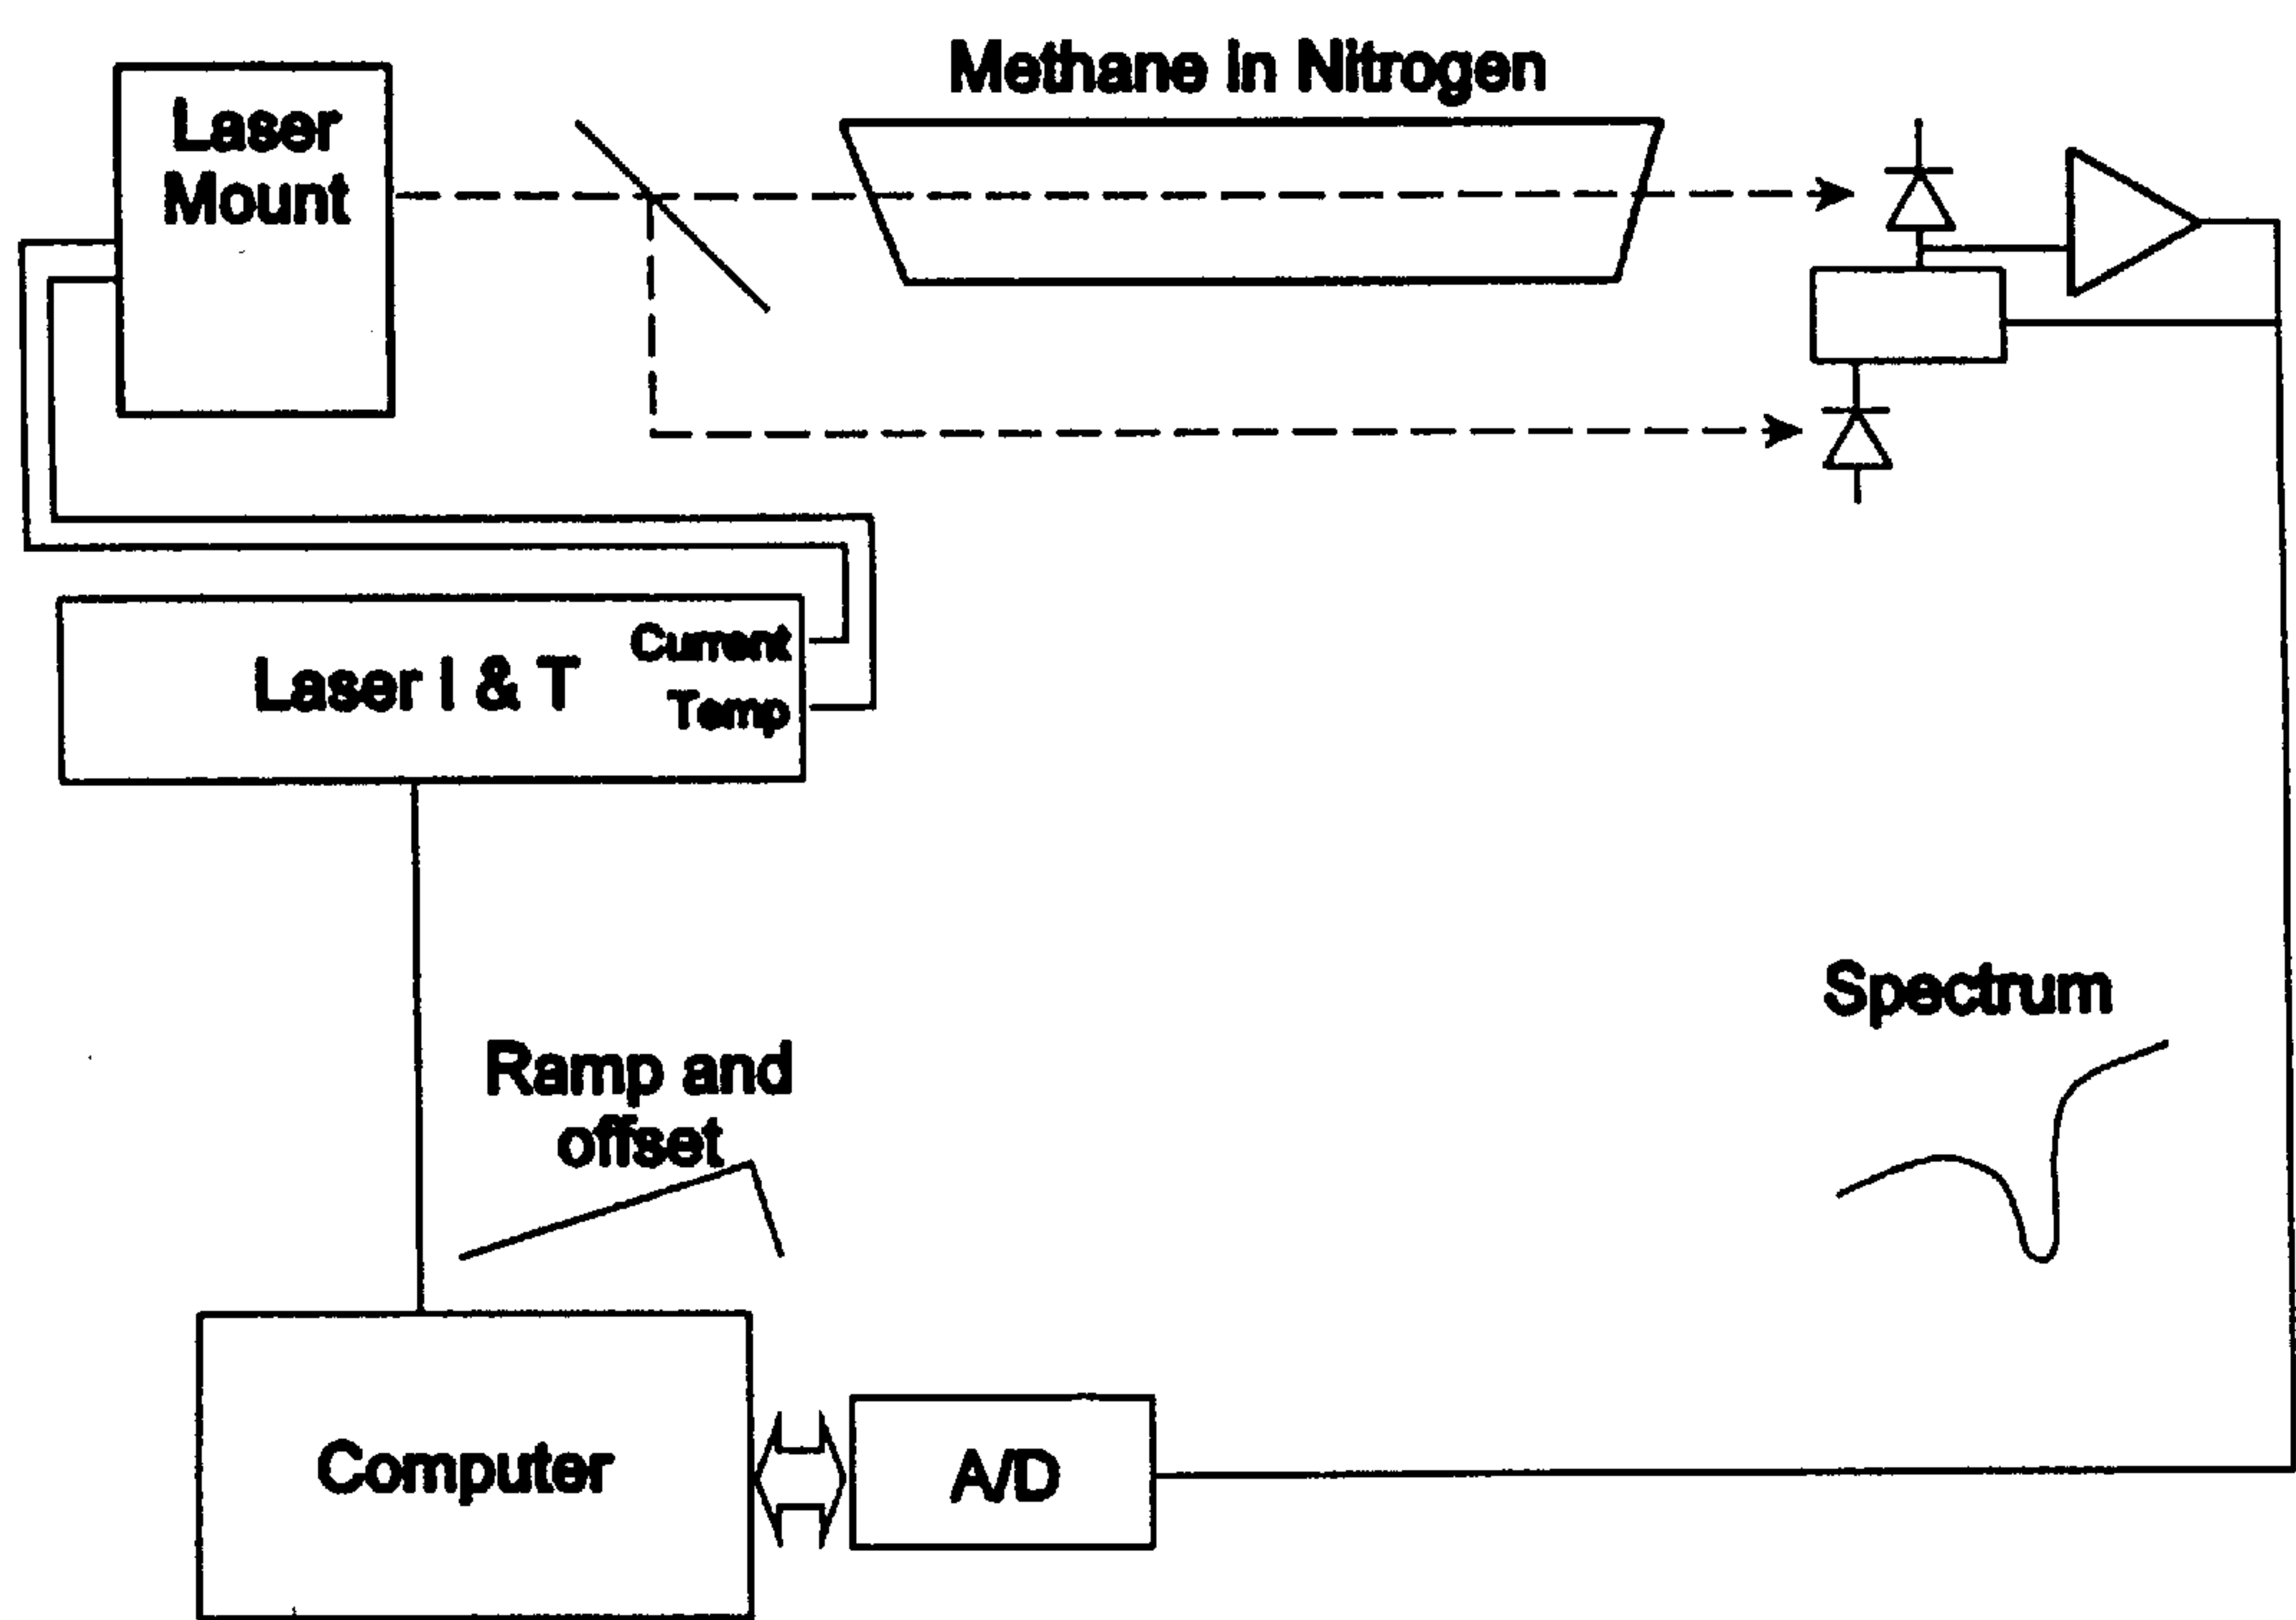 Methane in Nitrogen
Laser
Mount
Laser I & T
Current
Temp
Spectrum
Ramp and
offset
Computer
A/D